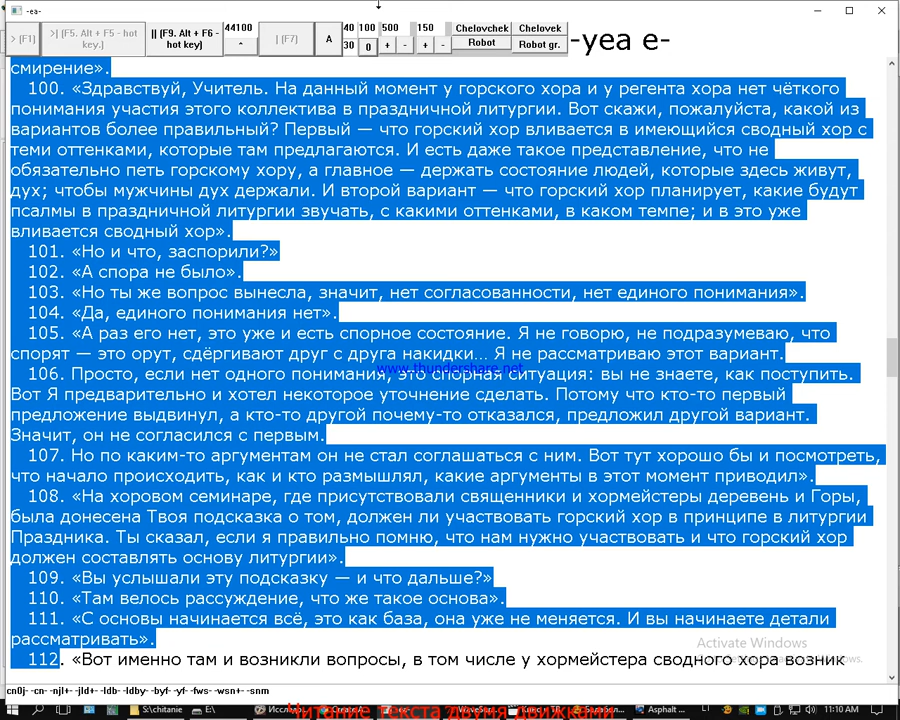 -ea-
> [F1]
>| (F5. Alt + F5 - hot key.]
|| (F9. Alt + F6 - hot key)
44100
^
| [F7]
A
40 100 500 150
30 0 + - + -
Chelovchek Chelovek
Robot Robot gr.
-yea e-
смирение».
100. «Здравствуй, Учитель. На данный момент у горского хора и у регента хора нет чёткого
понимания участия этого коллектива в праздничной литургии. Вот скажи, пожалуйста, какой из
вариантов более правильный? Первый — что горский хор вливается в имеющийся сводный хор с
теми оттенками, которые там предлагаются. И есть даже такое представление, что не
обязательно петь горскому хору, а главное — держать состояние людей, которые здесь живут,
дух; чтобы мужчины дух держали. И второй вариант — что горский хор планирует, какие будут
псалмы в праздничной литургии звучать, с какими оттенками, в каком темпе; и в это уже
вливается сводный хор».
101. «Но и что, заспорили?»
102. «А спора не было».
103. «Но ты же вопрос вынесла, значит, нет согласованности, нет единого понимания».
104. «Да, единого понимания нет».
105. «А раз его нет, это уже и есть спорное состояние. Я не говорю, не подразумеваю, что
спорят — это орут, сдёргивают друг с друга накидки… Я не рассматриваю этот вариант.
www.thundershare.net
106. Просто, если нет одного понимания, это спорная ситуация: вы не знаете, как поступить.
Вот Я предварительно и хотел некоторое уточнение сделать. Потому что кто-то первый
предложение выдвинул, а кто-то другой почему-то отказался, предложил другой вариант.
Значит, он не согласился с первым.
107. Но по каким-то аргументам он не стал соглашаться с ним. Вот тут хорошо бы и посмотреть,
что начало происходить, как и кто размышлял, какие аргументы в этот момент приводил».
108. «На хоровом семинаре, где присутствовали священники и хормейстеры деревень и Горы,
была донесена Твоя подсказка о том, должен ли участвовать горский хор в принципе в литургии
Праздника. Ты сказал, если я правильно помню, что нам нужно участвовать и что горский хор
должен составлять основу литургии».
109. «Вы услышали эту подсказку — и что дальше?»
110. «Там велось рассуждение, что же такое основа».
111. «С основы начинается всё, это как база, она уже не меняется. И вы начинаете детали
рассматривать».
112. «Вот именно там и возникли вопросы, в том числе у хормейстера сводного хора возник
Activate Windows
cn0j- -cn- -njlt- -jld+- -ldb- -ldby- -byf- -yf- -fws- -wsn+- -snm
S:\chitanie
E:\
Asphalt ...
11:10 AM
Читание текста двумя движками